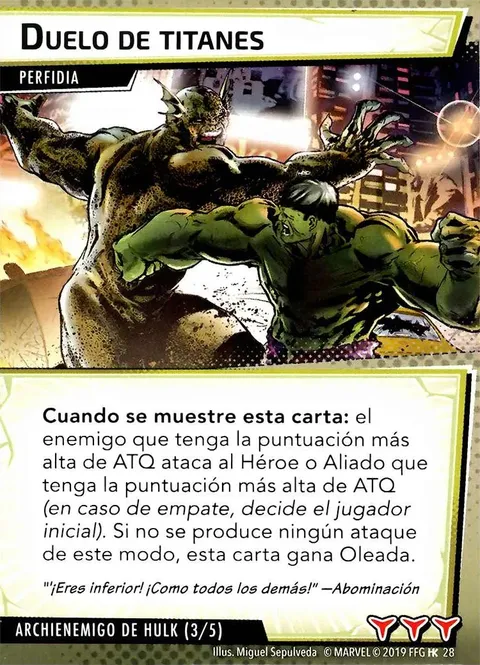 DUELO DE TITANES
PERFIDIA
Cuando se muestre esta carta: el
enemigo que tenga la puntuación más
alta de ATQ ataca al Héroe o Aliado que
tenga la puntuación más alta de ATQ
(en caso de empate, decide el jugador
inicial). Si no se produce ningún ataque
de este modo, esta carta gana Oleada.
"'¡Eres inferior! ¡Como todos los demás!" —Abominación
ARCHIENEMIGO DE HULK (3/5)
Illus. Miguel Sepulveda © MARVEL © 2019 FFG HK 28